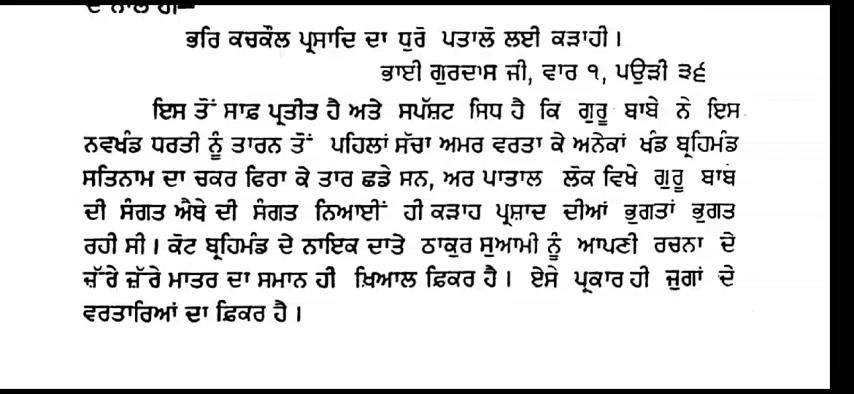 ਭਰਿ ਕਚਕੌਲ ਪ੍ਰਸਾਦਿ ਦਾ ਧੁਰੋ ਪਤਾਲੋ ਲਈ ਕੜਾਹੀ ।
ਭਾਈ ਗੁਰਦਾਸ ਜੀ, ਵਾਰ ੧, ਪਉੜੀ ੩੬
ਇਸ ਤੋਂ ਸਾਫ਼ ਪ੍ਰਤੀਤ ਹੈ ਅਤੇ ਸਪੱਸ਼ਟ ਸਿਧ ਹੈ ਕਿ ਗੁਰੂ ਬਾਬੇ ਨੇ ਇਸ
ਨਵਖੰਡ ਧਰਤੀ ਨੂੰ ਤਾਰਨ ਤੋਂ ਪਹਿਲਾਂ ਸੱਚਾ ਅਮਰ ਵਰਤਾ ਕੇ ਅਨੇਕਾਂ ਖੰਡ ਬ੍ਰਹਿਮੰਡ
ਸਤਿਨਾਮ ਦਾ ਚਕਰ ਫਿਰਾ ਕੇ ਤਾਰ ਛਡੇ ਸਨ, ਅਰ ਪਾਤਾਲ ਲੋਕ ਵਿਖੇ ਗੁਰੂ ਬਾਬੇ
ਦੀ ਸੰਗਤ ਐਥੇ ਦੀ ਸੰਗਤ ਨਿਆਈਂ ਹੀ ਕੜਾਹ ਪ੍ਰਸ਼ਾਦ ਦੀਆਂ ਭੁਗਤਾਂ ਭੁਗਤ
ਰਹੀ ਸੀ । ਕੋਟ ਬ੍ਰਹਿਮੰਡ ਦੇ ਨਾਇਕ ਦਾਤੇ ਠਾਕੁਰ ਸੁਆਮੀ ਨੂੰ ਆਪਣੀ ਰਚਨਾ ਦੇ
ਜ਼ੱਰੇ ਜ਼ੱਰੇ ਮਾਤਰ ਦਾ ਸਮਾਨ ਹੀ ਖ਼ਿਆਲ ਫ਼ਿਕਰ ਹੈ । ਏਸੇ ਪ੍ਰਕਾਰ ਹੀ ਜੁਗਾਂ ਦੇ
ਵਰਤਾਰਿਆਂ ਦਾ ਫ਼ਿਕਰ ਹੈ ।